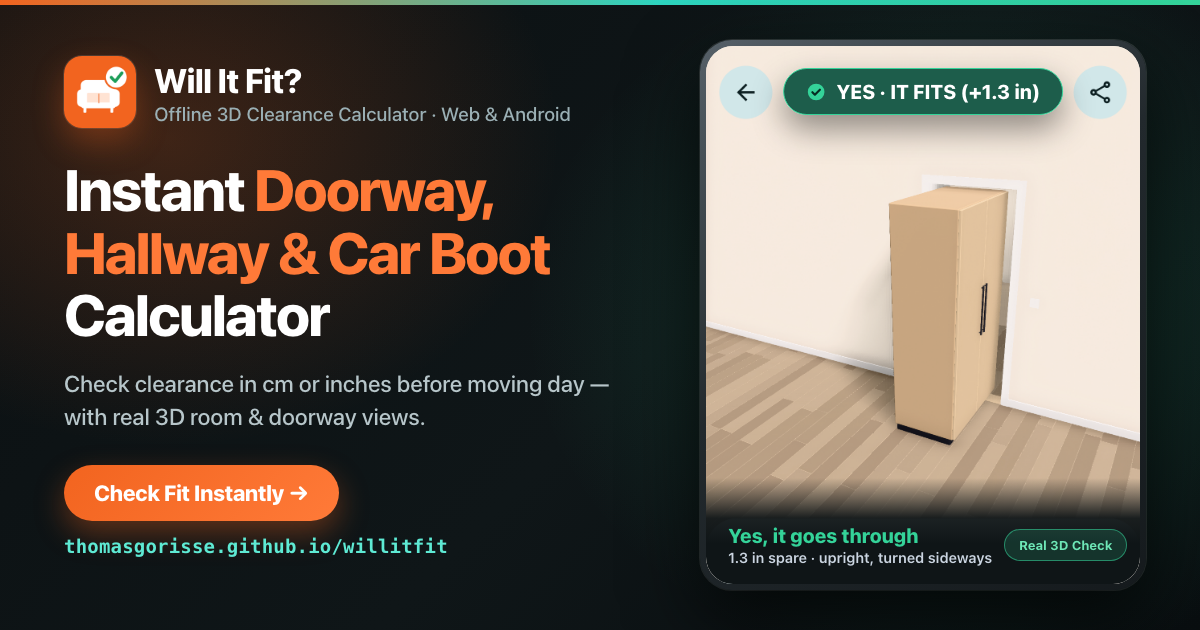 Will It Fit?
Offline 3D Clearance Calculator · Web & Android
Instant Doorway,
Hallway & Car Boot
Calculator
Check clearance in cm or inches before moving day —
with real 3D room & doorway views.
Check Fit Instantly →
thomasgorisse.github.io/willitfit
YES · IT FITS (+1.3 in)
Yes, it goes through
1.3 in spare · upright, turned sideways
Real 3D Check